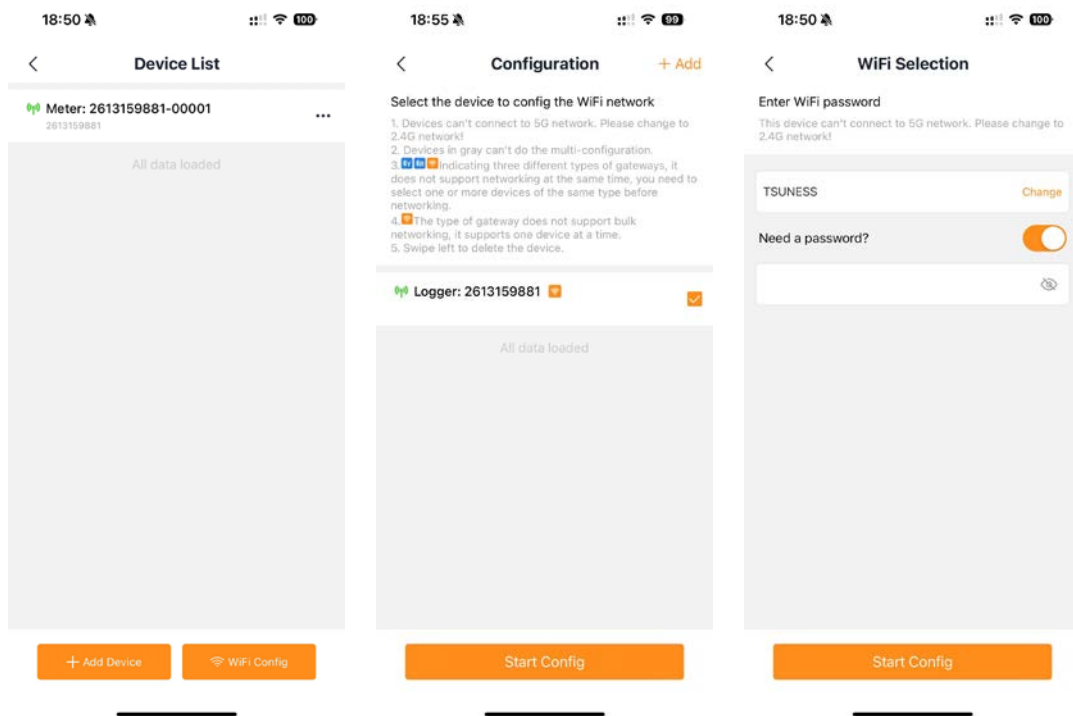 18:50
100
Device List
Meter: 2613159881-00001
2613159881
All data loaded
+ Add Device
WiFi Config
18:55
99
Configuration
+ Add
Select the device to config the WiFi network
1. Devices can't connect to 5G network. Please change to
2.4G network!
2. Devices in gray can't do the multi-configuration.
3. Indicating three different types of gateways, it
does not support networking at the same time, you need to
select one or more devices of the same type before
networking.
4. The type of gateway does not support bulk
networking, it supports one device at a time.
5. Swipe left to delete the device.
Logger: 2613159881
All data loaded
Start Config
18:50
100
WiFi Selection
Enter WiFi password
This device can't connect to 5G network. Please change to
2.4G network!
TSUNESS
Change
Need a password?
Start Config